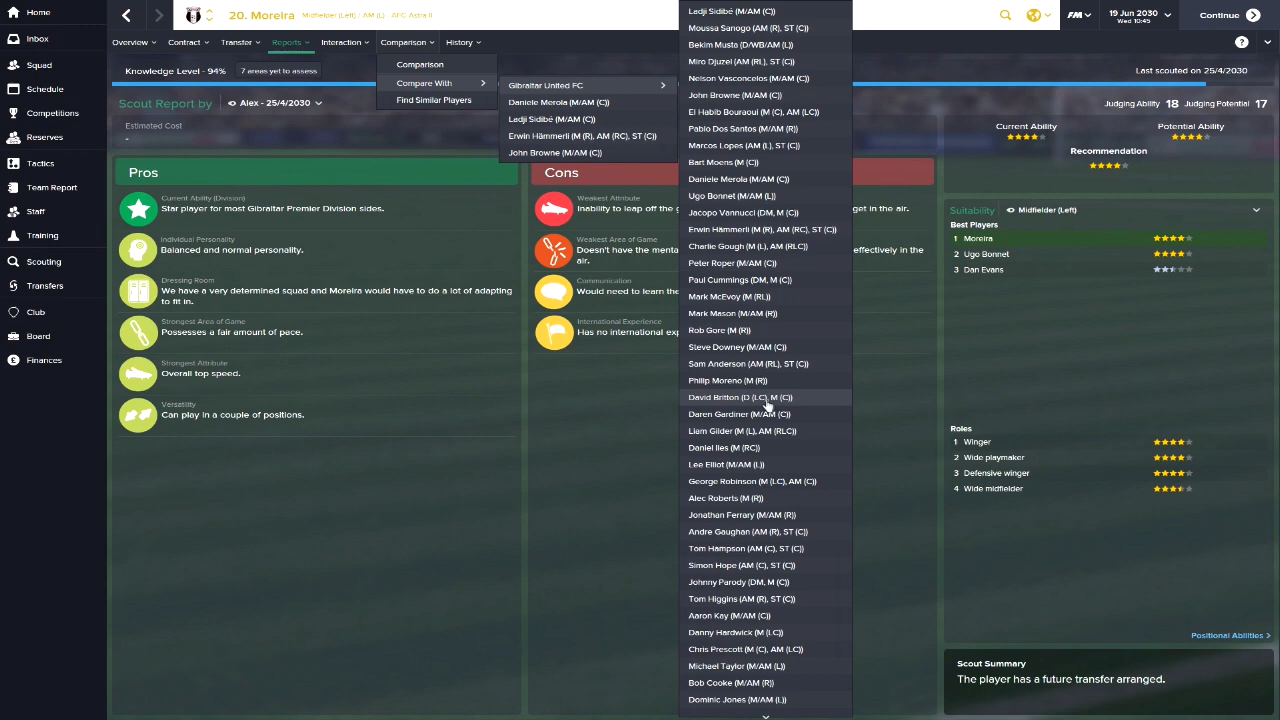 Home
Inbox
Squad
Schedule
Competitions
Reserves
Tactics
Team Report
Staff
Training
Scouting
Transfers
Club
Board
Finances
20. Moreira
Midfielder (Left) / AM (L)
AFC Astra II
FM
19 Jun 2030
Wed 10:45
Continue
Overview
Contract
Transfer
Reports
Interaction
Comparison
History
?
Knowledge Level - 94%
7 areas yet to assess
Last scouted on 25/4/2030
Scout Report by
Alex - 25/4/2030
Judging Ability 18
Judging Potential 17
Estimated Cost
-
Comparison
Compare With
Find Similar Players
Gibraltar United FC
Daniele Merola (M/AM (C))
Ladji Sidibé (M/AM (C))
Erwin Hämmerli (M (R), AM (RC), ST (C))
John Browne (M/AM (C))
Ladji Sidibé (M/AM (C))
Moussa Sanogo (AM (R), ST (C))
Bekim Musta (D/WB/AM (L))
Miro Djuzel (AM (RL), ST (C))
Nelson Vasconcelos (M/AM (C))
John Browne (M/AM (C))
El Habib Bouraoui (M (C), AM (LC))
Pablo Dos Santos (M/AM (R))
Marcos Lopes (AM (L), ST (C))
Bart Moens (M (C))
Daniele Merola (M/AM (C))
Ugo Bonnet (M/AM (L))
Jacopo Vannucci (DM, M (C))
Erwin Hämmerli (M (R), AM (RC), ST (C))
Charlie Gough (M (L), AM (RLC))
Peter Roper (M/AM (C))
Paul Cummings (DM, M (C))
Mark McEvoy (M (RL))
Mark Mason (M/AM (R))
Rob Gore (M (R))
Steve Downey (M/AM (C))
Sam Anderson (AM (RL), ST (C))
Philip Moreno (M (R))
David Britton (D (LC), M (C))
Daren Gardiner (M/AM (C))
Liam Gilder (M (L), AM (RLC))
Daniel Iles (M (RC))
Lee Elliot (M/AM (L))
George Robinson (M (LC), AM (C))
Alec Roberts (M (R))
Jonathan Ferrary (M/AM (R))
Andre Gaughan (AM (R), ST (C))
Tom Hampson (AM (C), ST (C))
Simon Hope (AM (C), ST (C))
Johnny Parody (DM, M (C))
Tom Higgins (AM (R), ST (C))
Aaron Kay (M/AM (C))
Danny Hardwick (M (LC))
Chris Prescott (M (C), AM (LC))
Michael Taylor (M/AM (L))
Bob Cooke (M/AM (R))
Dominic Jones (M/AM (L))
Pros
Current Ability (Division)
Star player for most Gibraltar Premier Division sides.
Individual Personality
Balanced and normal personality.
Dressing Room
We have a very determined squad and Moreira would have to do a lot of adapting
to fit in.
Strongest Area of Game
Possesses a fair amount of pace.
Strongest Attribute
Overall top speed.
Versatility
Can play in a couple of positions.
Cons
Weakest Attribute
Inability to leap off the g
get in the air.
Weakest Area of Game
Doesn't have the menta
effectively in the
air.
Communication
Would need to learn the
International Experience
Has no international exp
Current Ability
Potential Ability
Recommendation
Suitability
Midfielder (Left)
Best Players
1 Moreira
2 Ugo Bonnet
3 Dan Evans
Roles
1 Winger
2 Wide playmaker
3 Defensive winger
4 Wide midfielder
Positional Abilities >
Scout Summary
The player has a future transfer arranged.